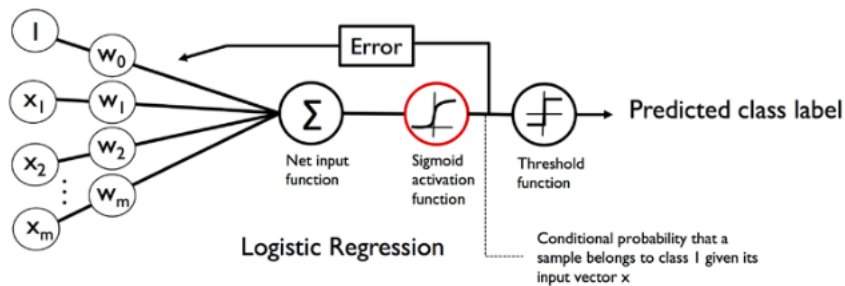 1
w0
Error
x1
w1
Σ
Predicted class label
x2
w2
Net input
function
Sigmoid
activation
function
Threshold
function
wm
xm
Logistic Regression
Conditional probability that a
sample belongs to class 1 given its
input vector x